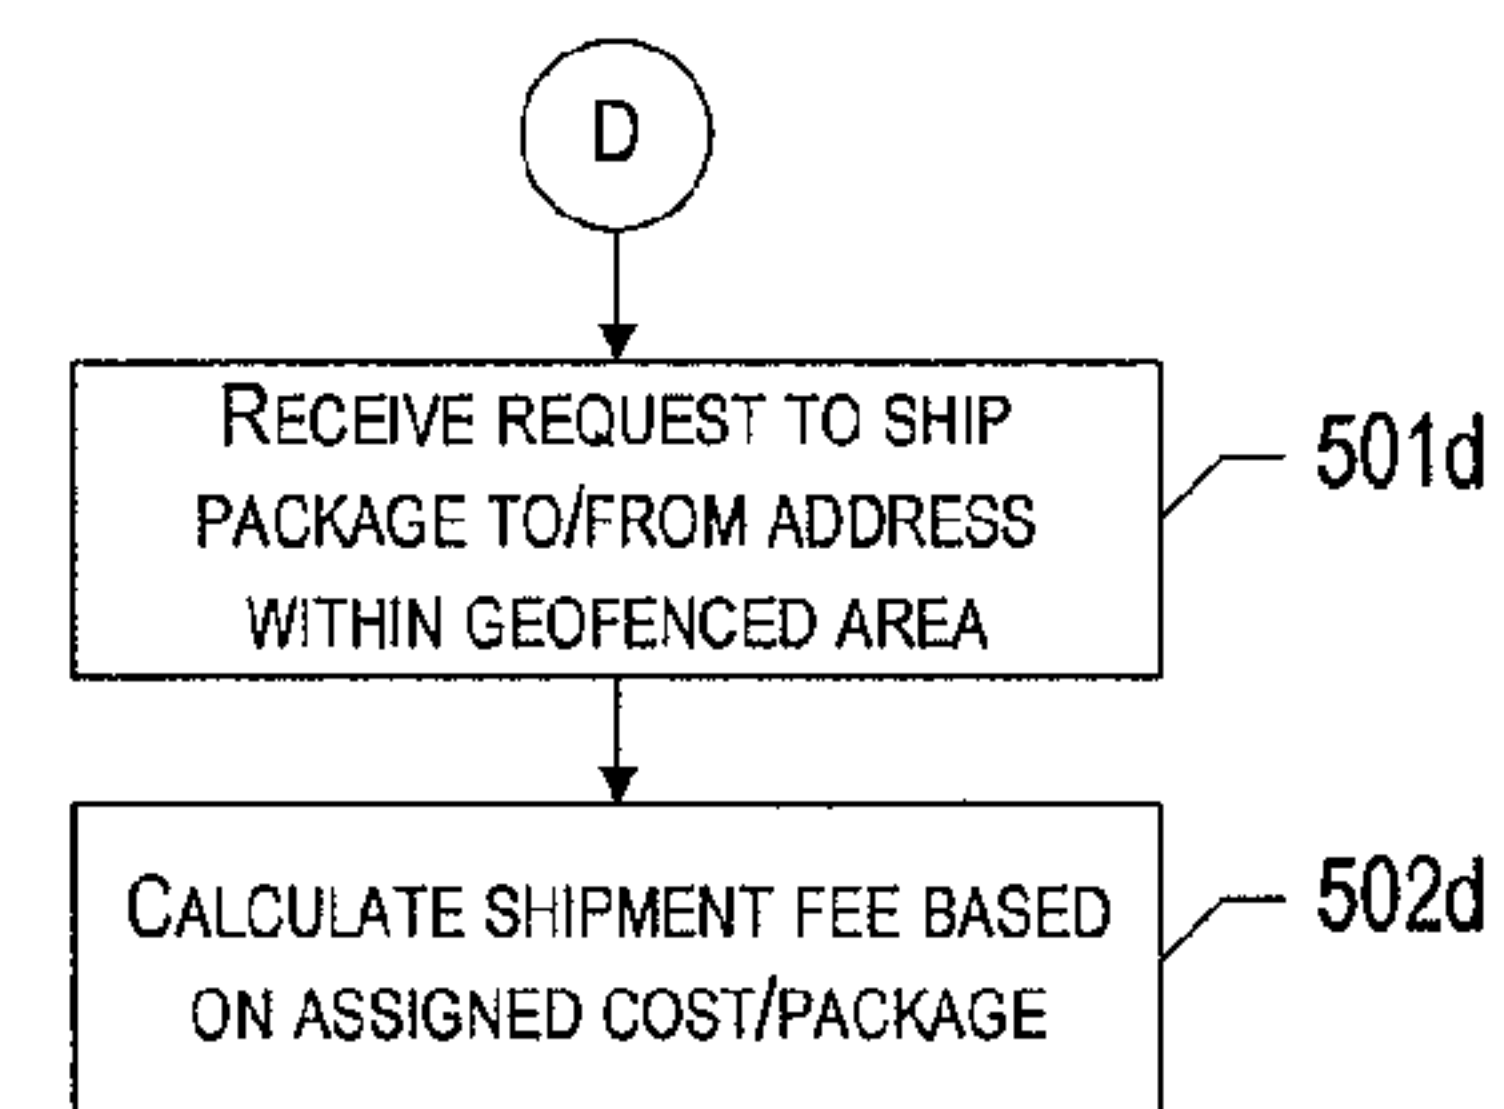 D
RECEIVE REQUEST TO SHIP
PACKAGE TO/FROM ADDRESS
WITHIN GEOFENCED AREA
501d
CALCULATE SHIPMENT FEE BASED
ON ASSIGNED COST/PACKAGE
502d